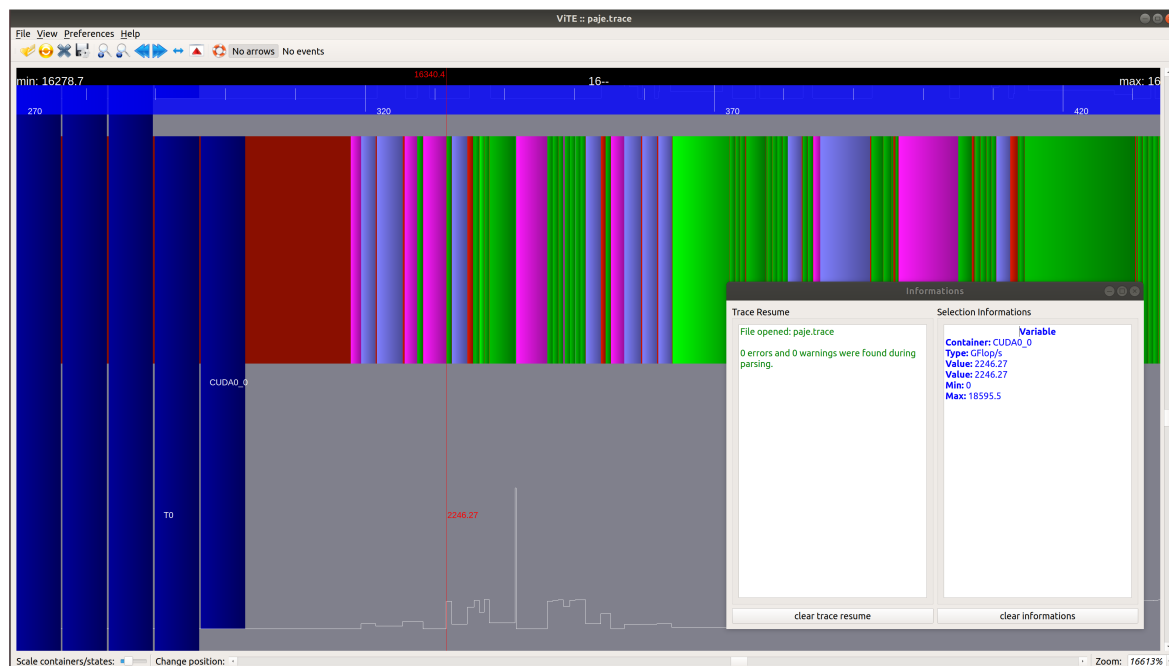 ViTE :: paje.trace
File View Preferences Help
No arrows No events
min: 16278.7
16340.4
16--
max: 16
270
320
370
420
CUDA0_0
T0
2246.27
Informations
Trace Resume
File opened: paje.trace
0 errors and 0 warnings were found during
parsing.
clear trace resume
Selection Informations
Variable
Container: CUDA0_0
Type: GFlop/s
Value: 2246.27
Value: 2246.27
Min: 0
Max: 18595.5
clear informations
Scale containers/states: Change position: Zoom: 16613%